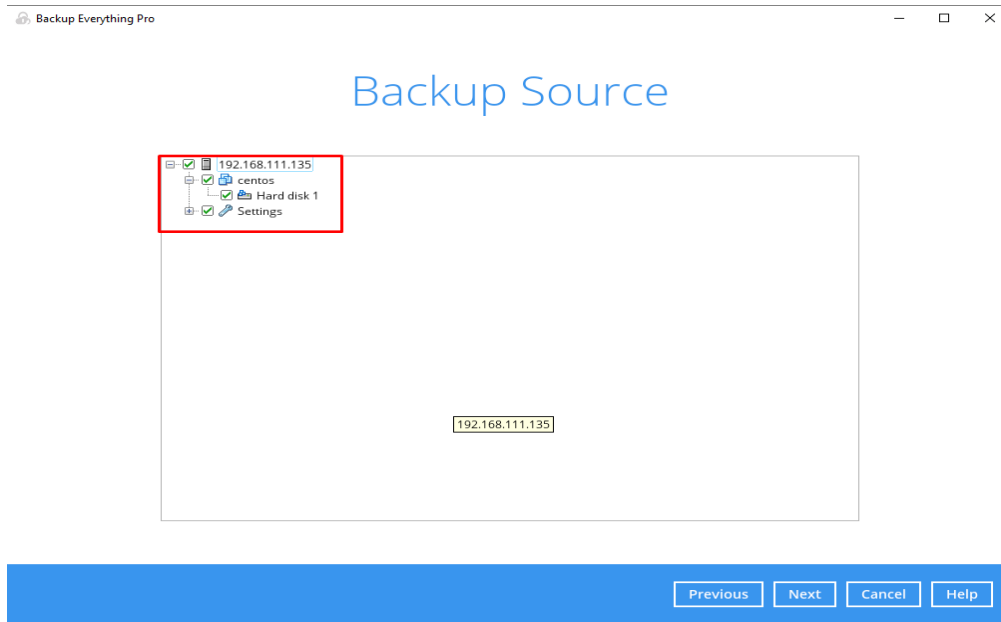 Backup Everything Pro
Backup Source
192.168.111.135
centos
Hard disk 1
Settings
192.168.111.135
Previous Next Cancel Help